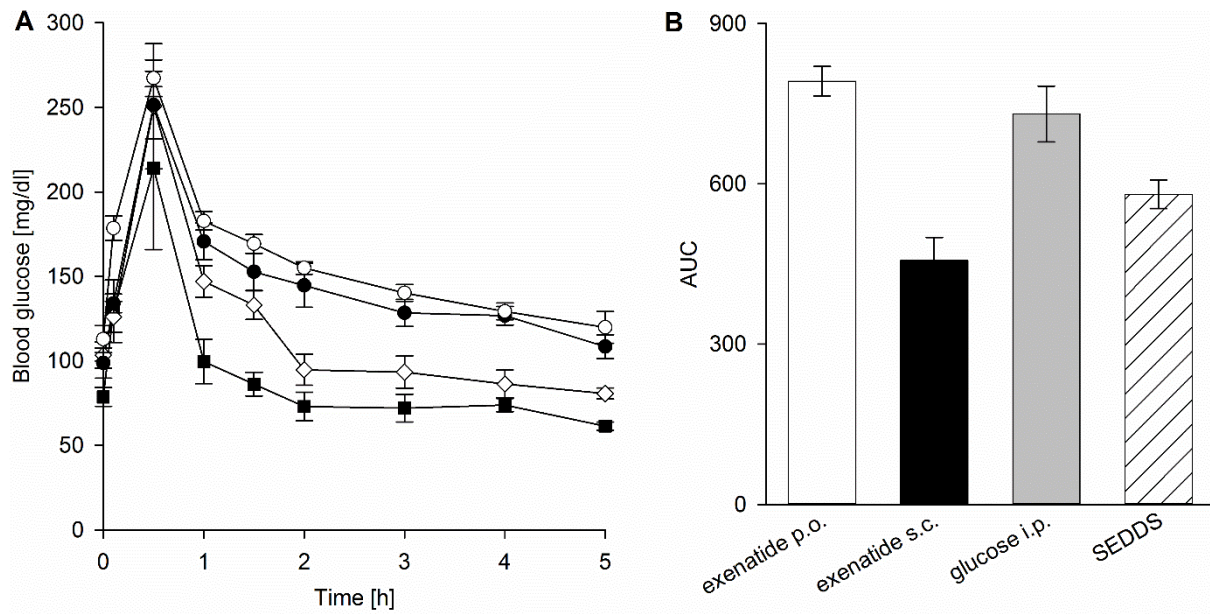 A
Blood glucose [mg/dl]
300
250
200
150
100
50
0
0 1 2 3 4 5
Time [h]
B
AUC
900
600
300
0
exenatide p.o.
exenatide s.c.
glucose i.p.
SEDDS